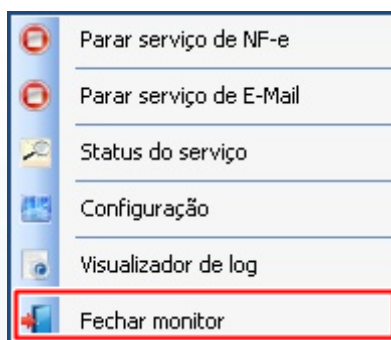 Parar serviço de NF-e
Parar serviço de E-Mail
Status do serviço
Configuração
Visualizador de log
Fechar monitor